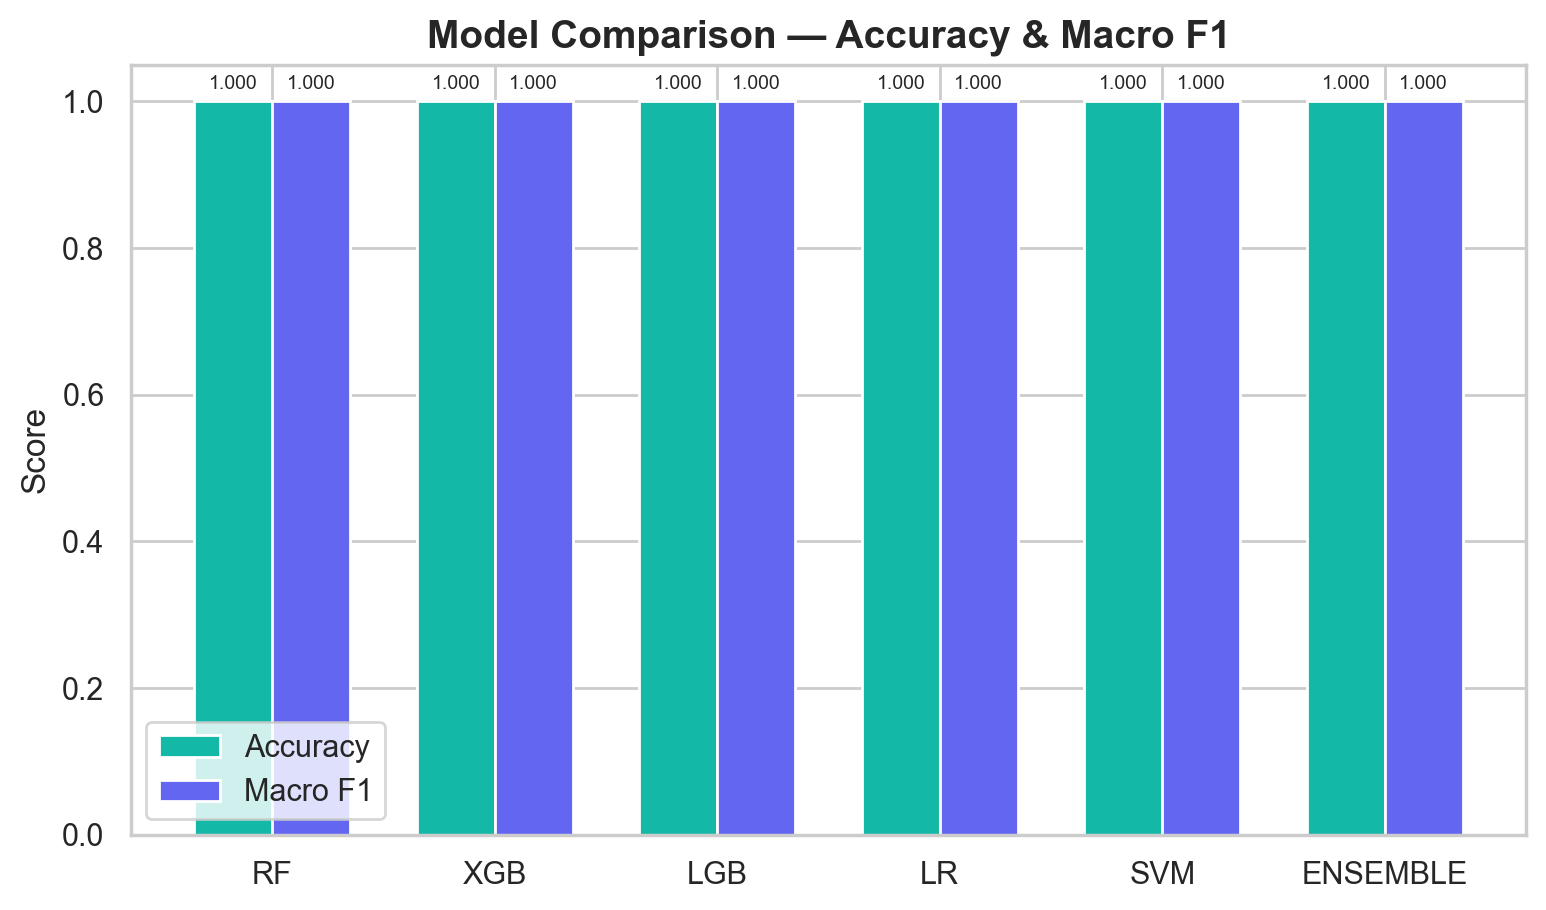 Model Comparison — Accuracy & Macro F1
1.000 1.000 1.000 1.000 1.000 1.000 1.000 1.000 1.000 1.000 1.000 1.000
1.0
0.8
0.6
0.4
0.2
0.0
Score
Accuracy
Macro F1
RF XGB LGB LR SVM ENSEMBLE